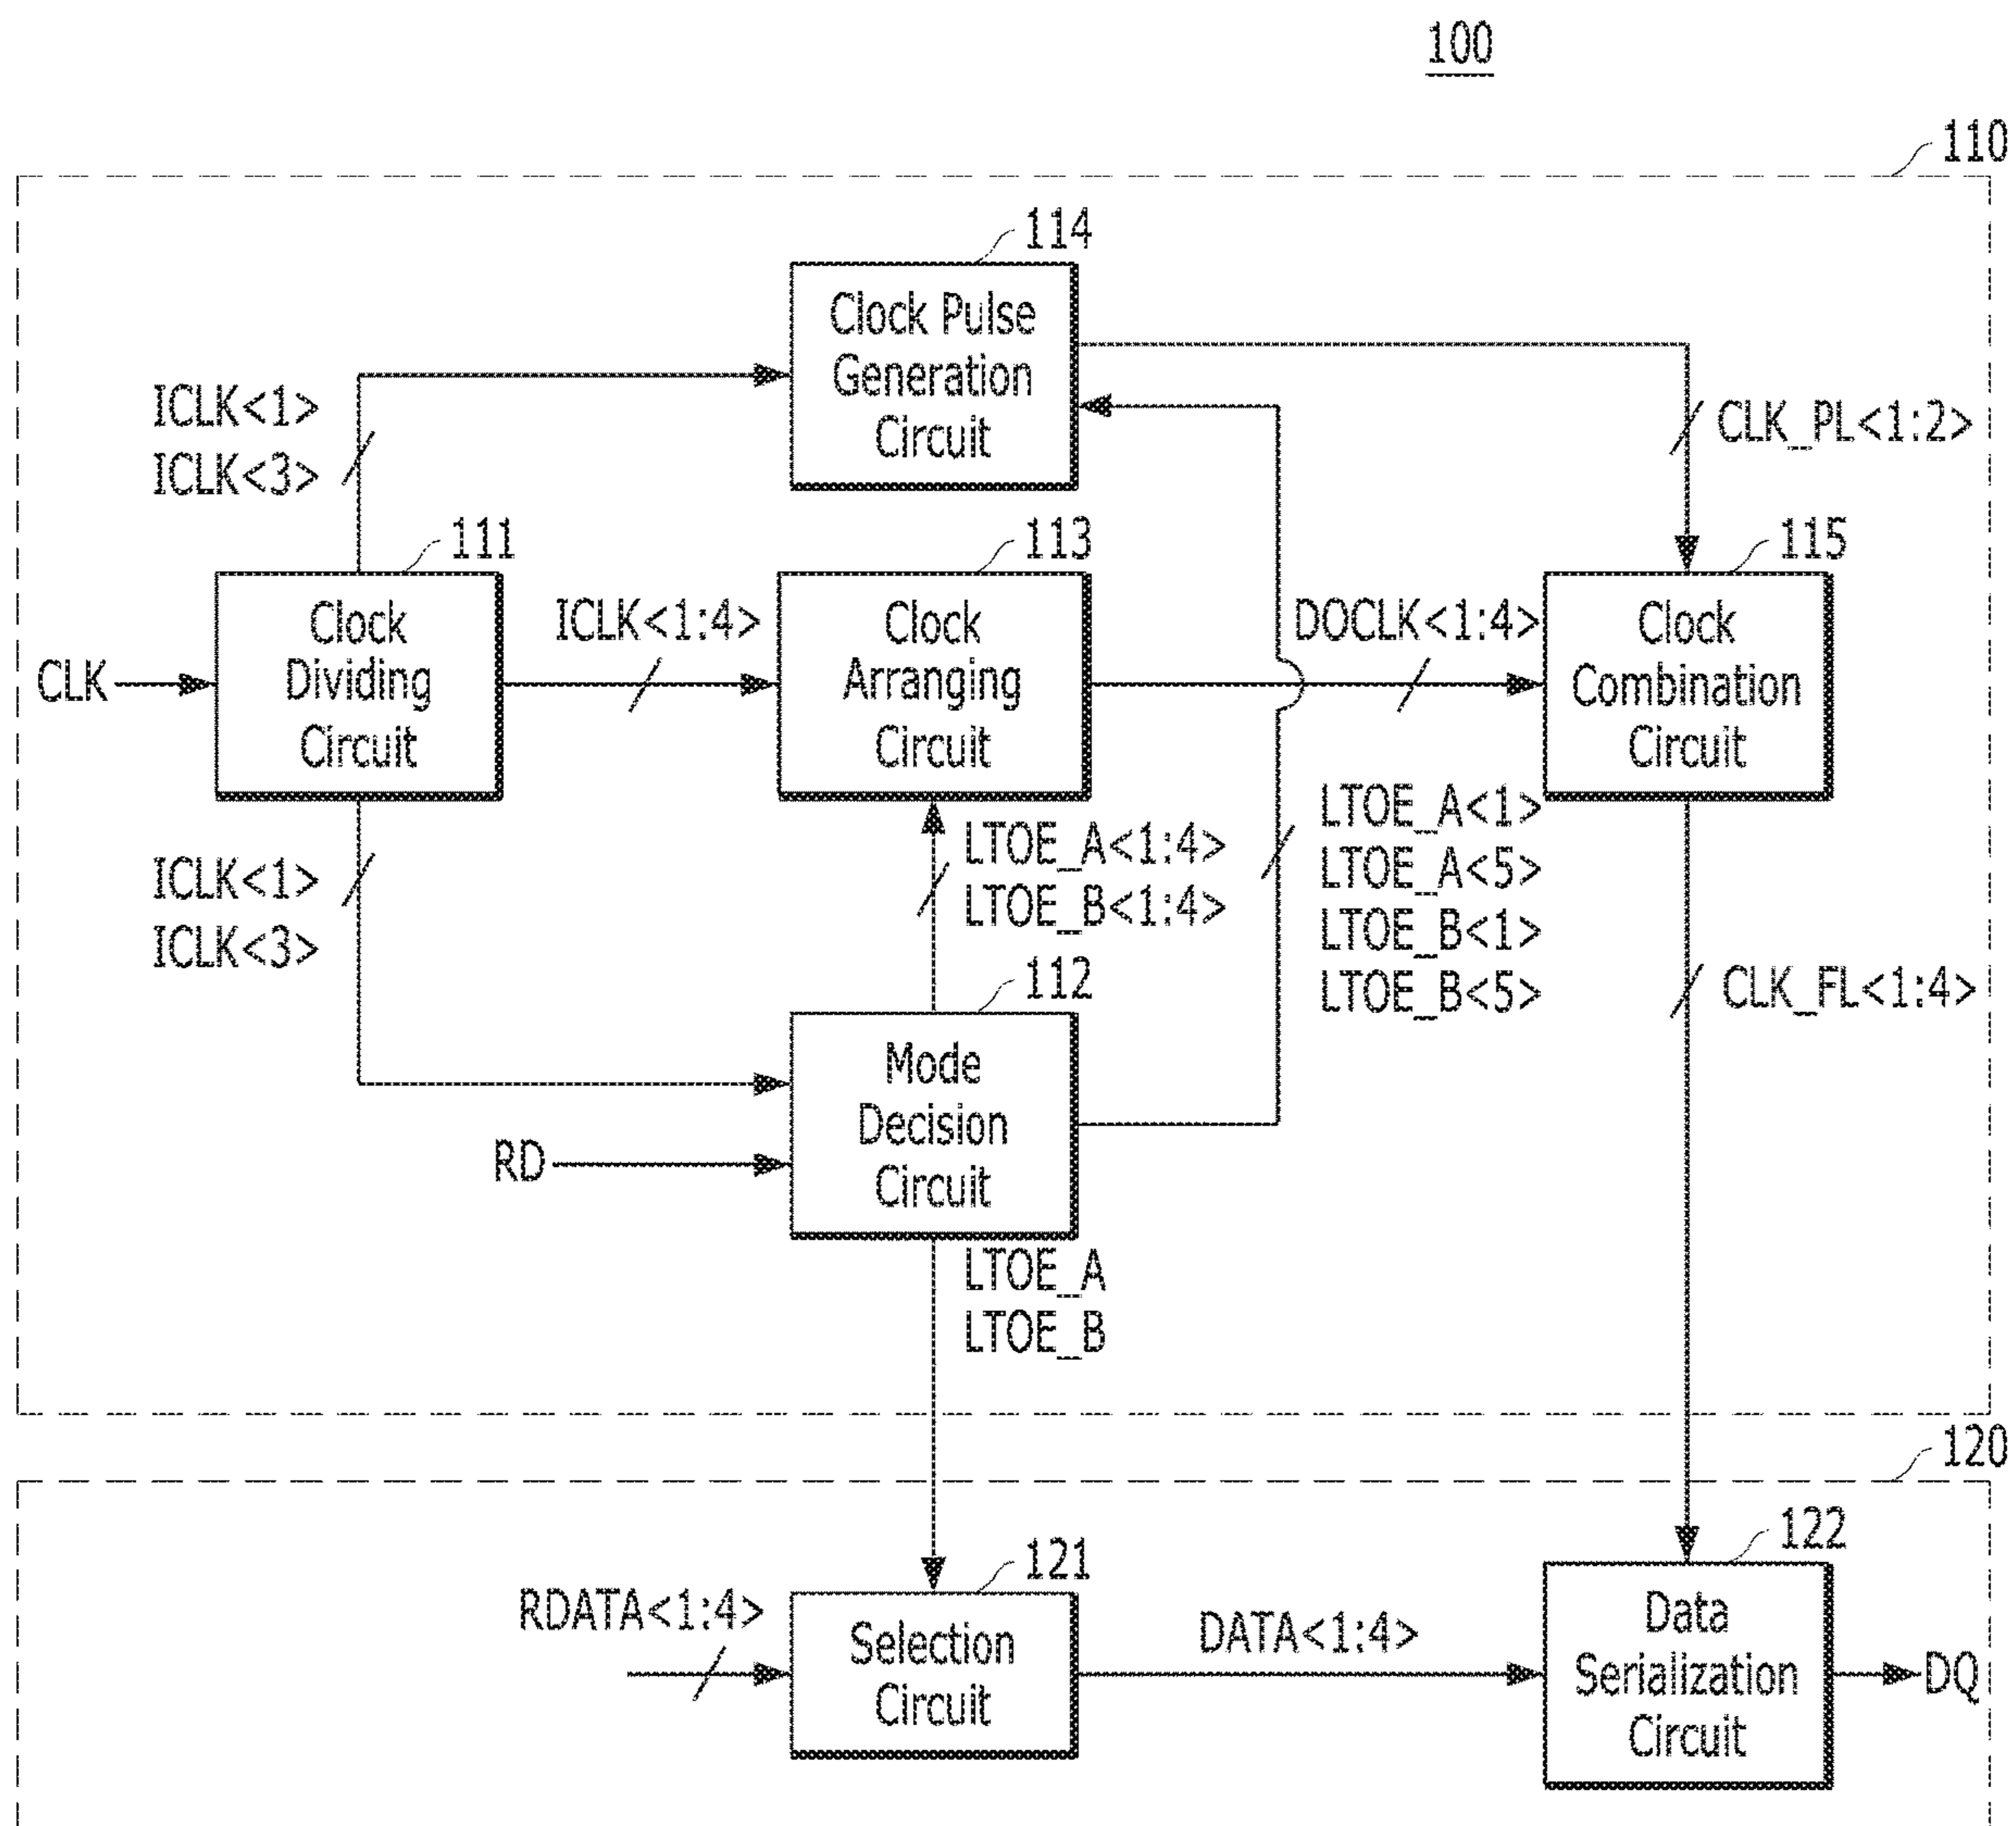 100
110
114
Clock Pulse
Generation
Circuit
ICLK<1>
ICLK<3>
CLK_PL<1:2>
111
113
115
CLK
Clock
Dividing
Circuit
ICLK<1:4>
Clock
Arranging
Circuit
DOCLK<1:4>
Clock
Combination
Circuit
ICLK<1>
ICLK<3>
LTOE_A<1:4>
LTOE_B<1:4>
LTOE_A<1>
LTOE_A<5>
LTOE_B<1>
LTOE_B<5>
CLK_FL<1:4>
112
RD
Mode
Decision
Circuit
LTOE_A
LTOE_B
120
121
122
RDATA<1:4>
Selection
Circuit
DATA<1:4>
Data
Serialization
Circuit
DQ